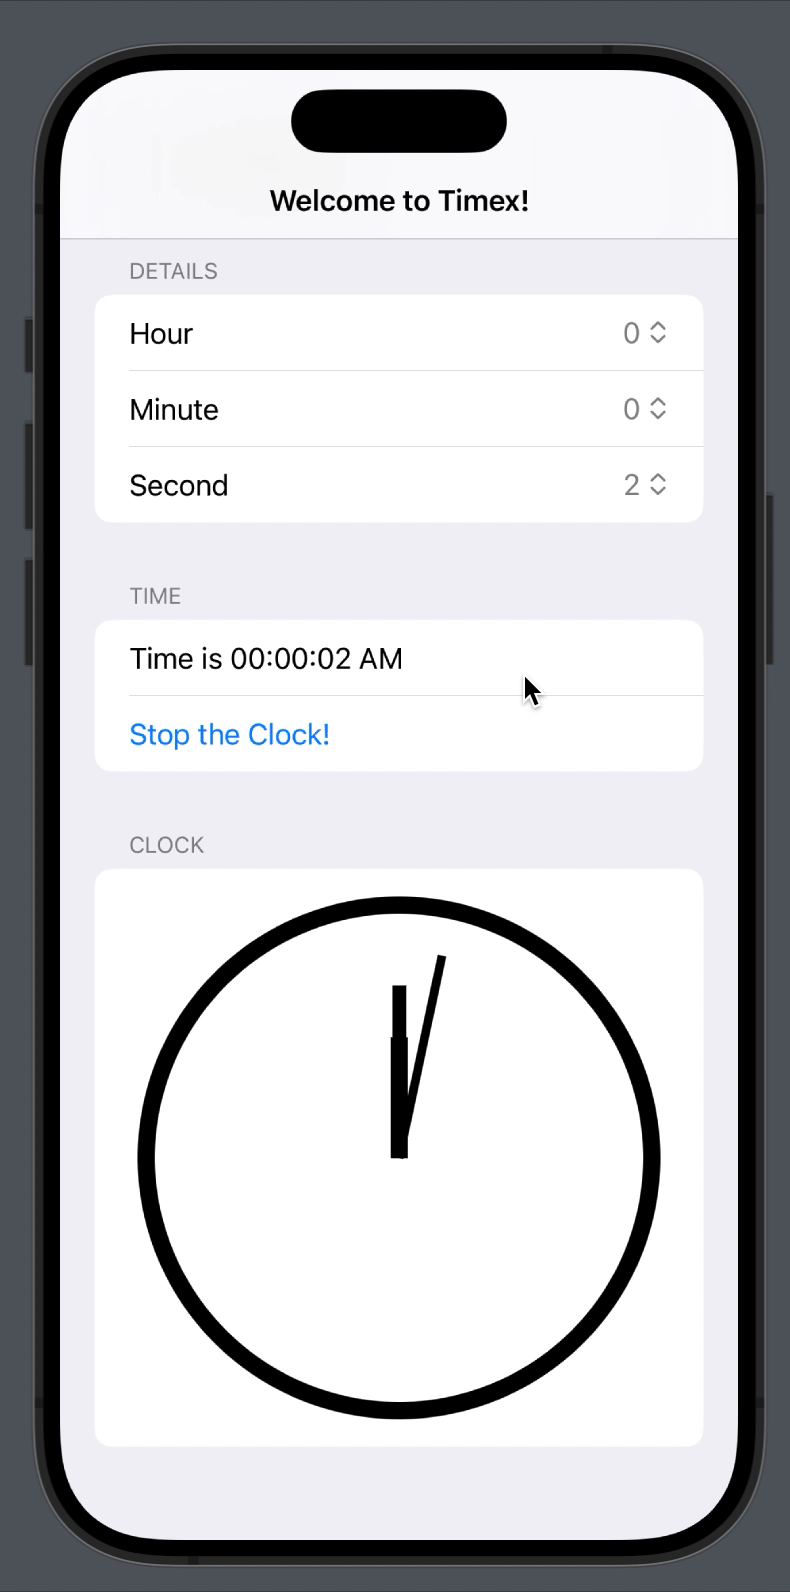 Welcome to Timex!
DETAILS
Hour 0
Minute 0
Second 2
TIME
Time is 00:00:02 AM
Stop the Clock!
CLOCK